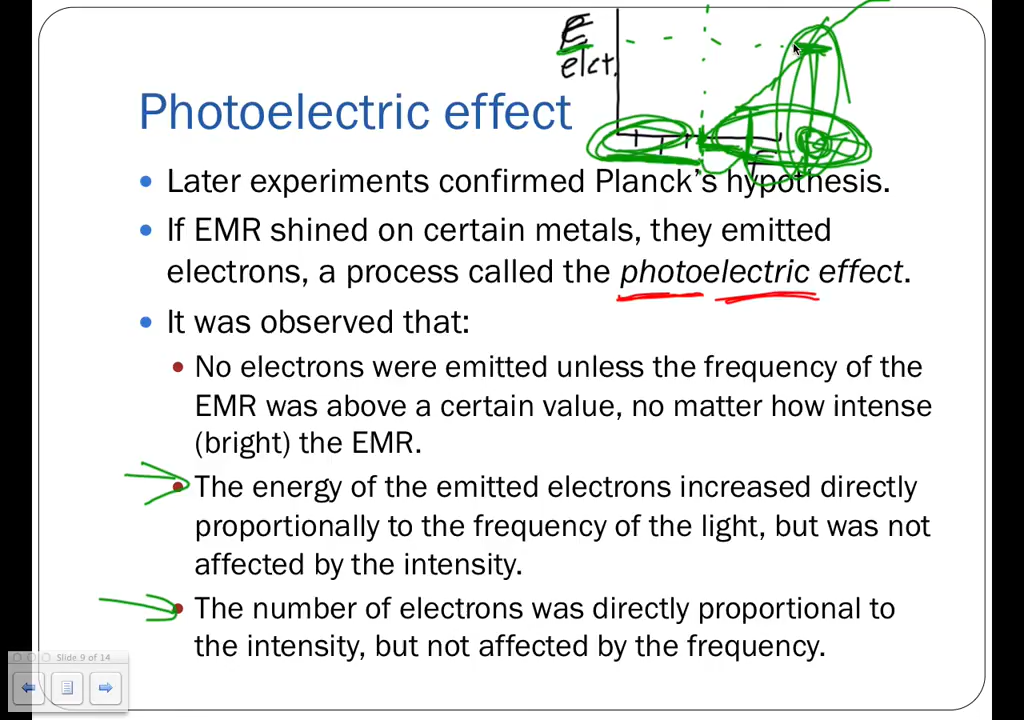 E
elct.
Photoelectric effect
• Later experiments confirmed Planck's hypothesis.
• If EMR shined on certain metals, they emitted
electrons, a process called the photoelectric effect.
• It was observed that:
• No electrons were emitted unless the frequency of the
EMR was above a certain value, no matter how intense
(bright) the EMR.
• The energy of the emitted electrons increased directly
proportionally to the frequency of the light, but was not
affected by the intensity.
• The number of electrons was directly proportional to
the intensity, but not affected by the frequency.
Slide 9 of 14